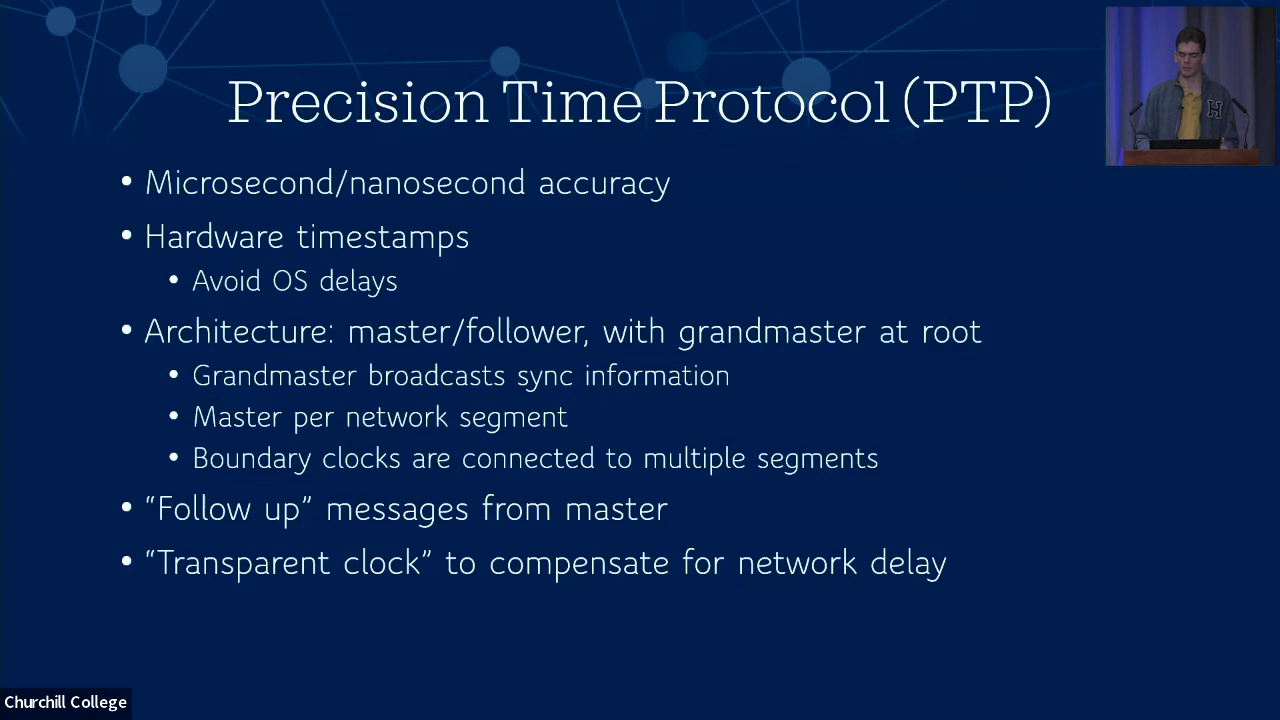 Precision Time Protocol (PTP)
• Microsecond/nanosecond accuracy
• Hardware timestamps
• Avoid OS delays
• Architecture: master/follower, with grandmaster at root
• Grandmaster broadcasts sync information
• Master per network segment
• Boundary clocks are connected to multiple segments
• “Follow up” messages from master
• “Transparent clock” to compensate for network delay
H
Churchill College